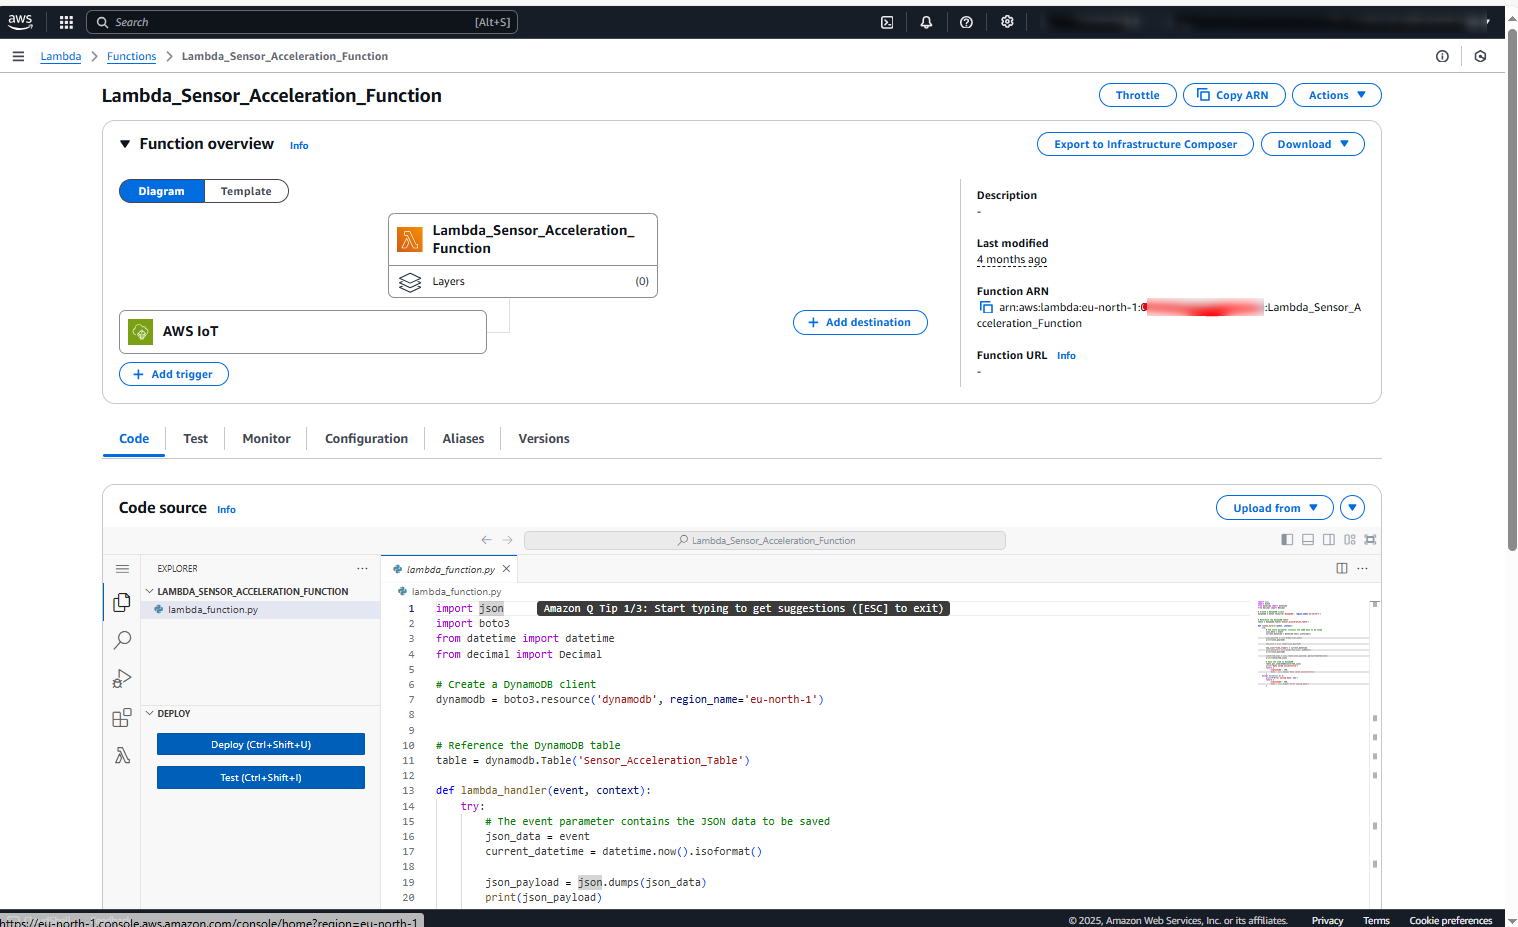 aws
Search
[Alt+S]
Lambda
Functions
Lambda_Sensor_Acceleration_Function
Lambda_Sensor_Acceleration_Function
Throttle
Copy ARN
Actions
Function overview
Info
Export to Infrastructure Composer
Download
Diagram
Template
Lambda_Sensor_Acceleration_
Function
Layers
(0)
AWS IoT
+ Add trigger
+ Add destination
Description
-
Last modified
4 months ago
Function ARN
arn:aws:lambda:eu-north-1:0
:Lambda_Sensor_A
cceleration_Function
Function URL Info
-
Code
Test
Monitor
Configuration
Aliases
Versions
Code source
Info
Upload from
Lambda_Sensor_Acceleration_Function
EXPLORER
LAMBDA_SENSOR_ACCELERATION_FUNCTION
lambda_function.py
DEPLOY
Deploy (Ctrl+Shift+U)
Test (Ctrl+Shift+I)
lambda_function.py
lambda_function.py
1 import json
Amazon Q Tip 1/3: Start typing to get suggestions ([ESC] to exit)
2 import boto3
3 from datetime import datetime
4 from decimal import Decimal
5
6 # Create a DynamoDB client
7 dynamodb = boto3.resource('dynamodb', region_name='eu-north-1')
8
9
10 # Reference the DynamoDB table
11 table = dynamodb.Table('Sensor_Acceleration_Table')
12
13 def lambda_handler(event, context):
14 try:
15 # The event parameter contains the JSON data to be saved
16 json_data = event
17 current_datetime = datetime.now().isoformat()
18
19 json_payload = json.dumps(json_data)
20 print(json_payload)
https://eu-north-1.console.aws.amazon.com/console/home?region=eu-north-1
© 2025, Amazon Web Services, Inc. or its affiliates.
Privacy
Terms
Cookie preferences